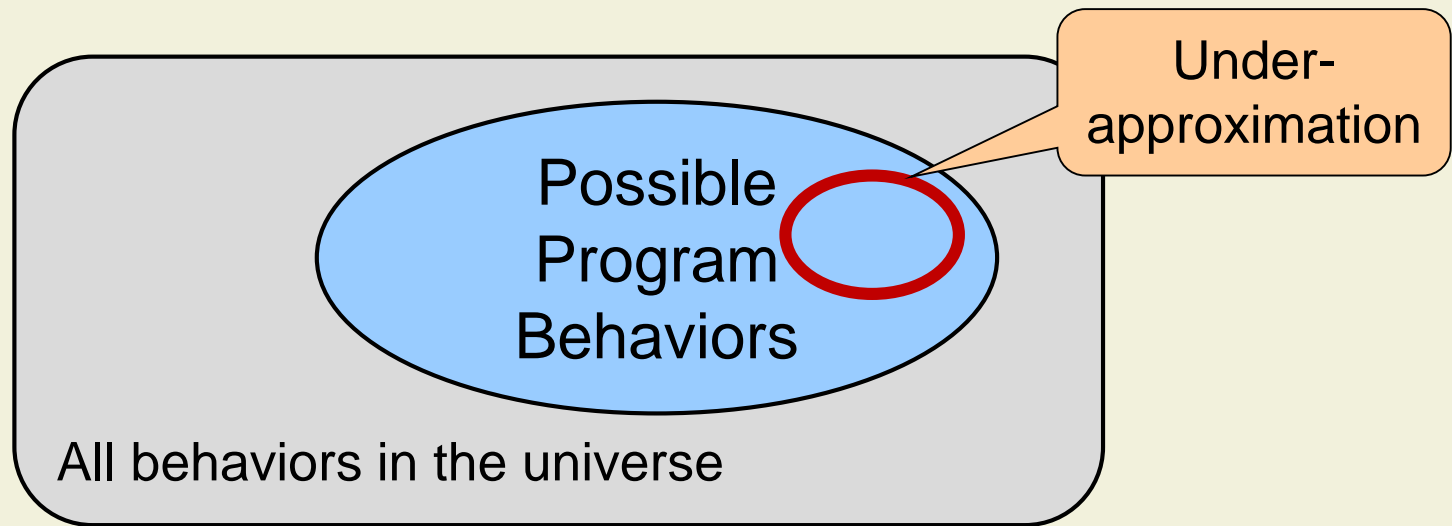 Under-
approximation
Possible
Program
Behaviors
All behaviors in the universe